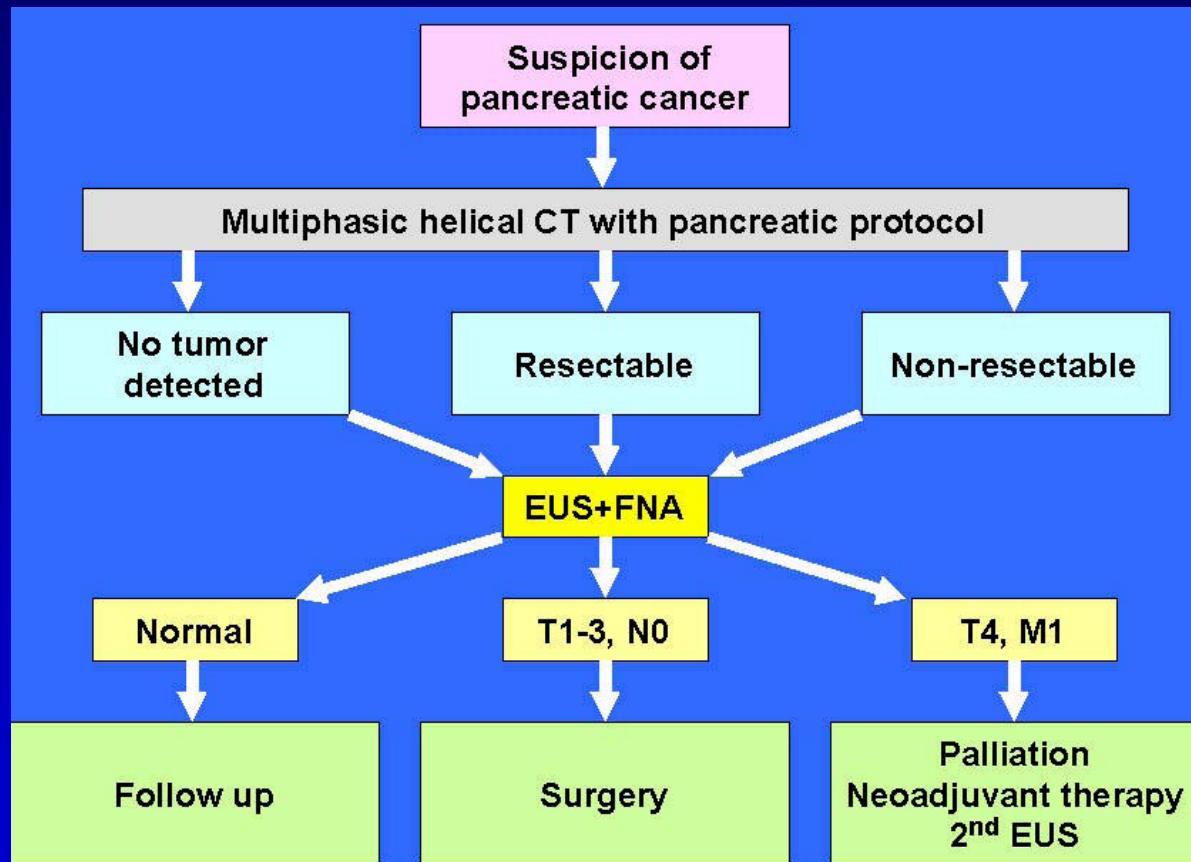 Suspicion of
pancreatic cancer
Multiphasic helical CT with pancreatic protocol
No tumor
detected
Resectable
Non-resectable
EUS+FNA
Normal
T1-3, N0
T4, M1
Follow up
Surgery
Palliation
Neoadjuvant therapy
2nd EUS